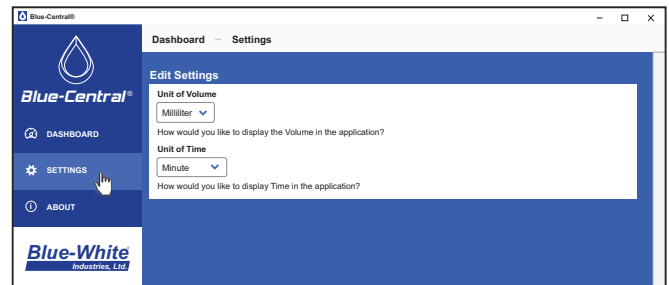 Blue-Central®
Dashboard → Settings
Blue-Central®
DASHBOARD
SETTINGS
ABOUT
Blue-White
Industries, Ltd.
Edit Settings
Unit of Volume
Milliliter
How would you like to display the Volume in the application?
Unit of Time
Minute
How would you like to display Time in the application?